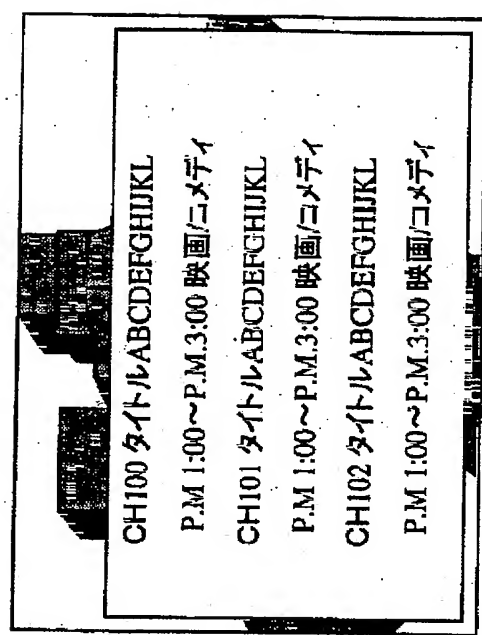 CH100 タイトルABCDEFGHIJKL
P.M 1:00～P.M.3:00 映画/コメディ
CH101 タイトルABCDEFGHIJKL
P.M 1:00～P.M.3:00 映画/コメディ
CH102 タイトルABCDEFGHIJKL
P.M 1:00～P.M.3:00 映画/コメディ